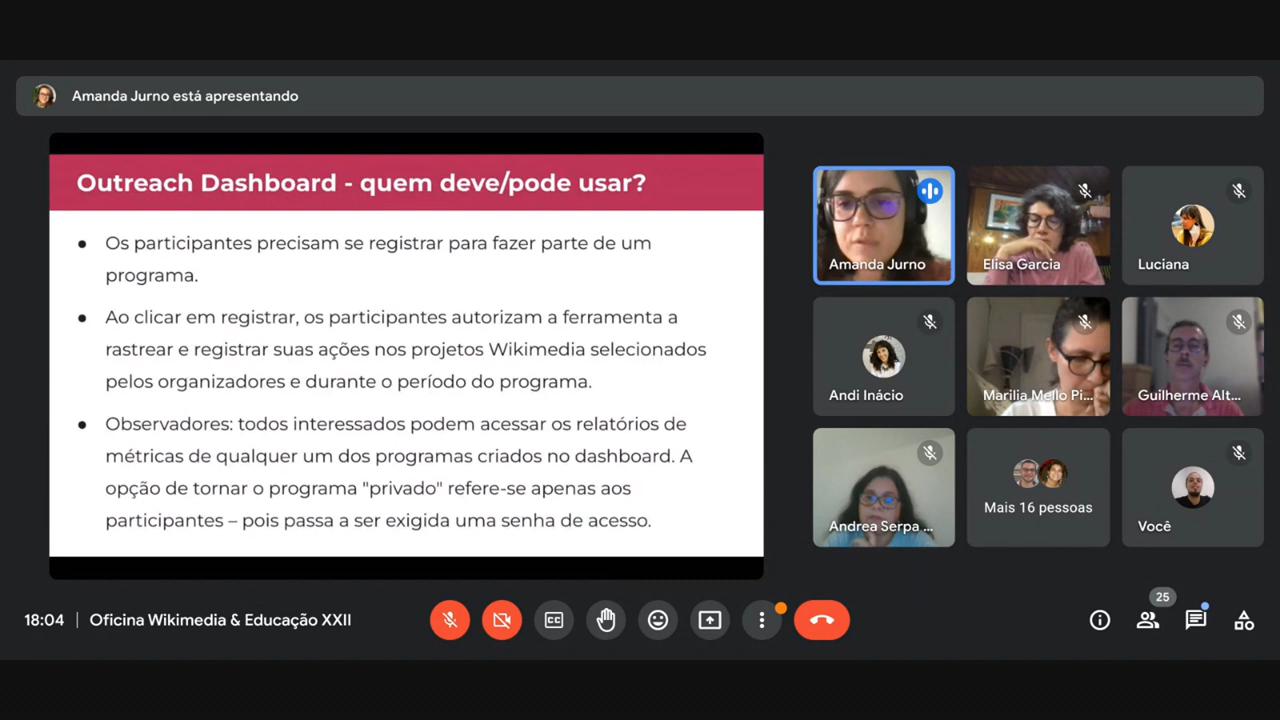 Amanda Jurno está apresentando
Outreach Dashboard - quem deve/pode usar?
● Os participantes precisam se registrar para fazer parte de um
programa.
● Ao clicar em registrar, os participantes autorizam a ferramenta a
rastrear e registrar suas ações nos projetos Wikimedia selecionados
pelos organizadores e durante o período do programa.
● Observadores: todos interessados podem acessar os relatórios de
métricas de qualquer um dos programas criados no dashboard. A
opção de tornar o programa "privado" refere-se apenas aos
participantes – pois passa a ser exigida uma senha de acesso.
Amanda Jurno
Elisa Garcia
Luciana
Andi Inácio
Marilia Mello Pi...
Guilherme Alt...
Andrea Serpa ...
Mais 16 pessoas
Você
18:04 | Oficina Wikimedia & Educação XXII
CC
25